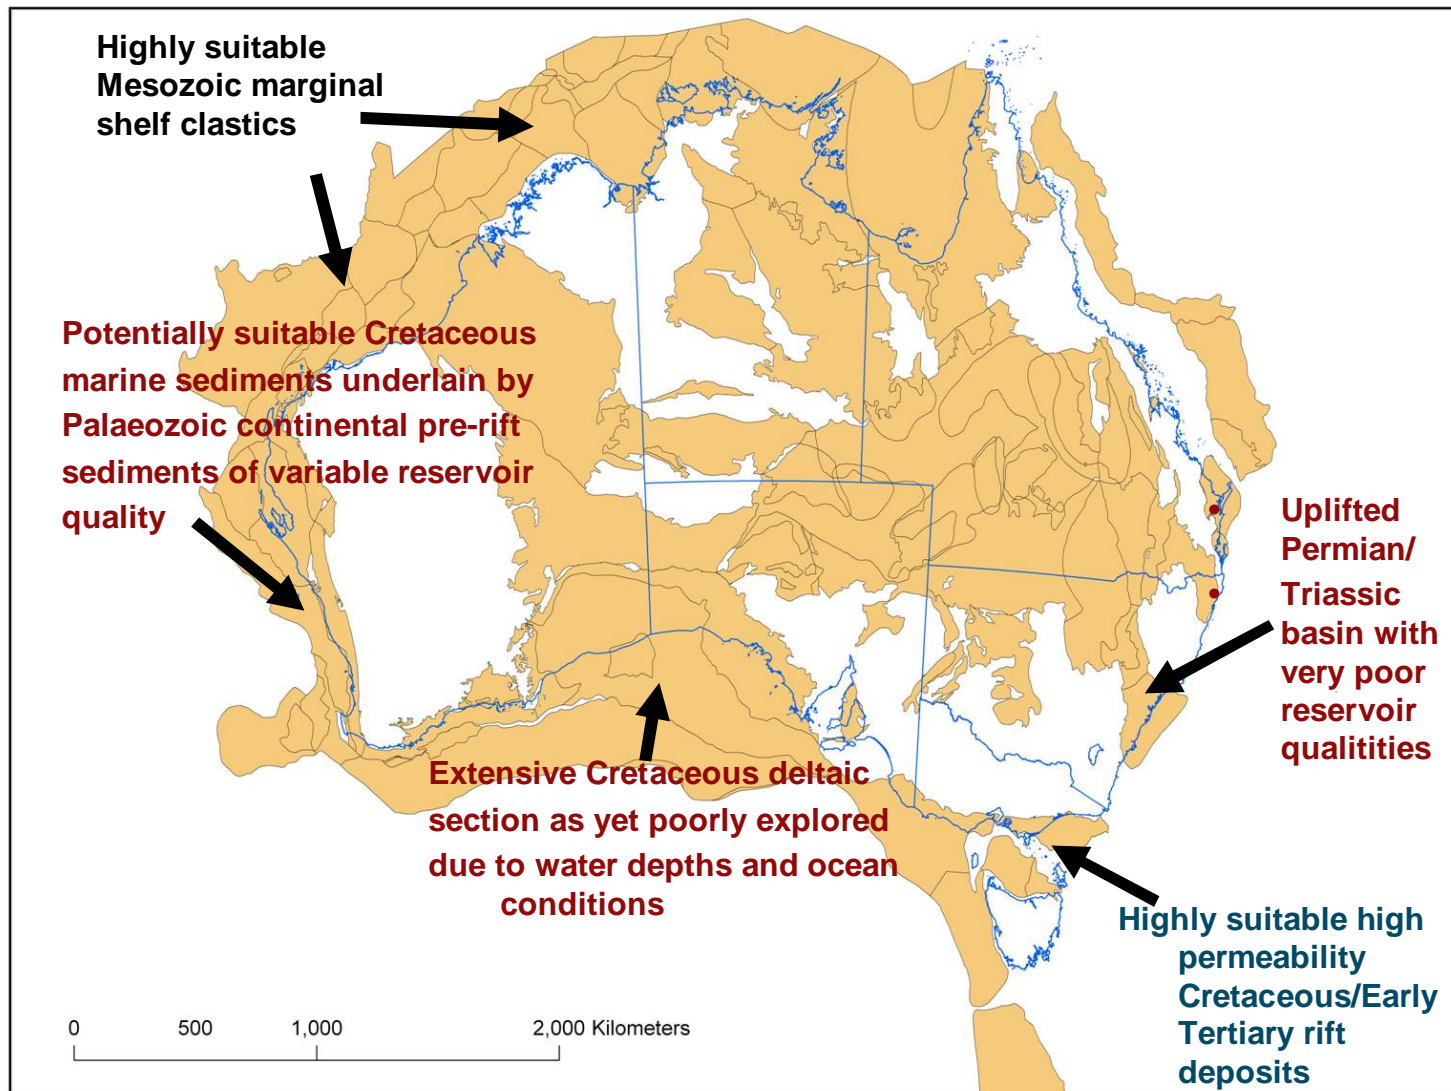 Highly suitable
Mesozoic marginal
shelf clastics
Potentially suitable Cretaceous
marine sediments underlain by
Palaeozoic continental pre-rift
sediments of variable reservoir
quality
Uplifted
Permian/
Triassic
basin with
very poor
reservoir
qualitities
Extensive Cretaceous deltaic
section as yet poorly explored
due to water depths and ocean
conditions
Highly suitable high
permeability
Cretaceous/Early
Tertiary rift
deposits
0 500 1,000 2,000 Kilometers